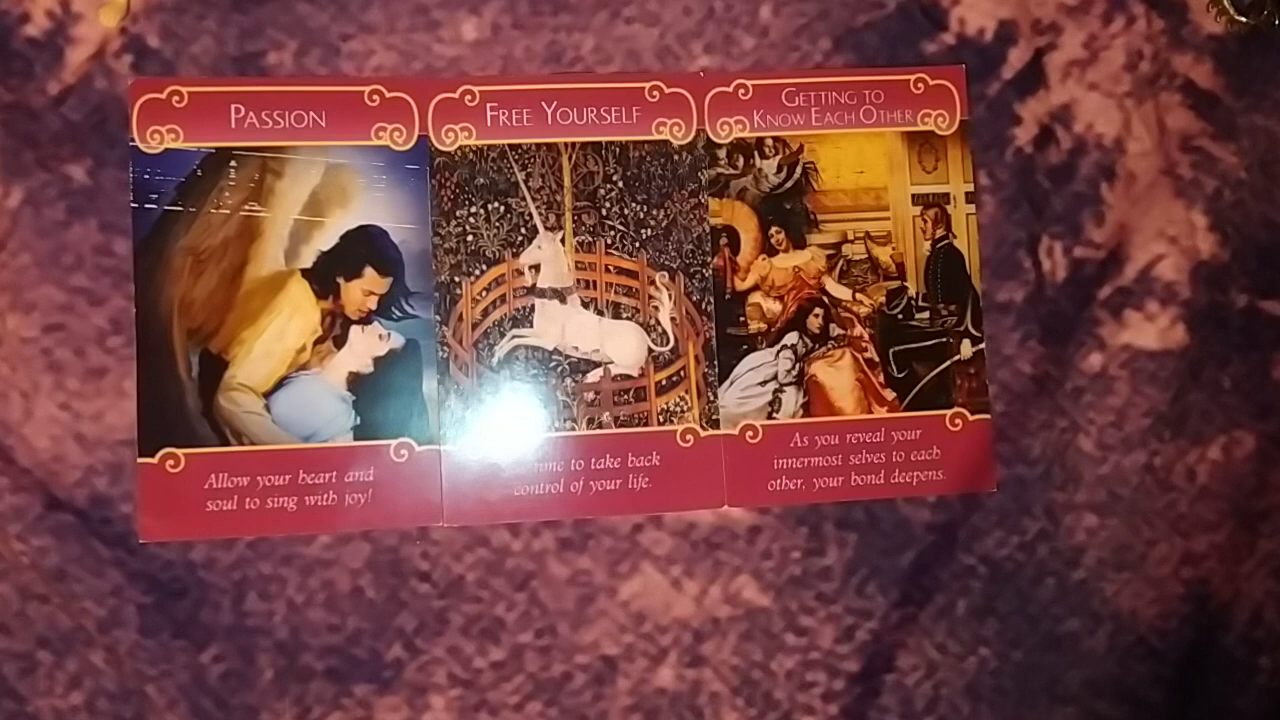 PASSION
Allow your heart and
soul to sing with joy!
FREE YOURSELF
time to take back
control of your life.
GETTING TO
KNOW EACH OTHER
As you reveal your
innermost selves to each
other, your bond deepens.